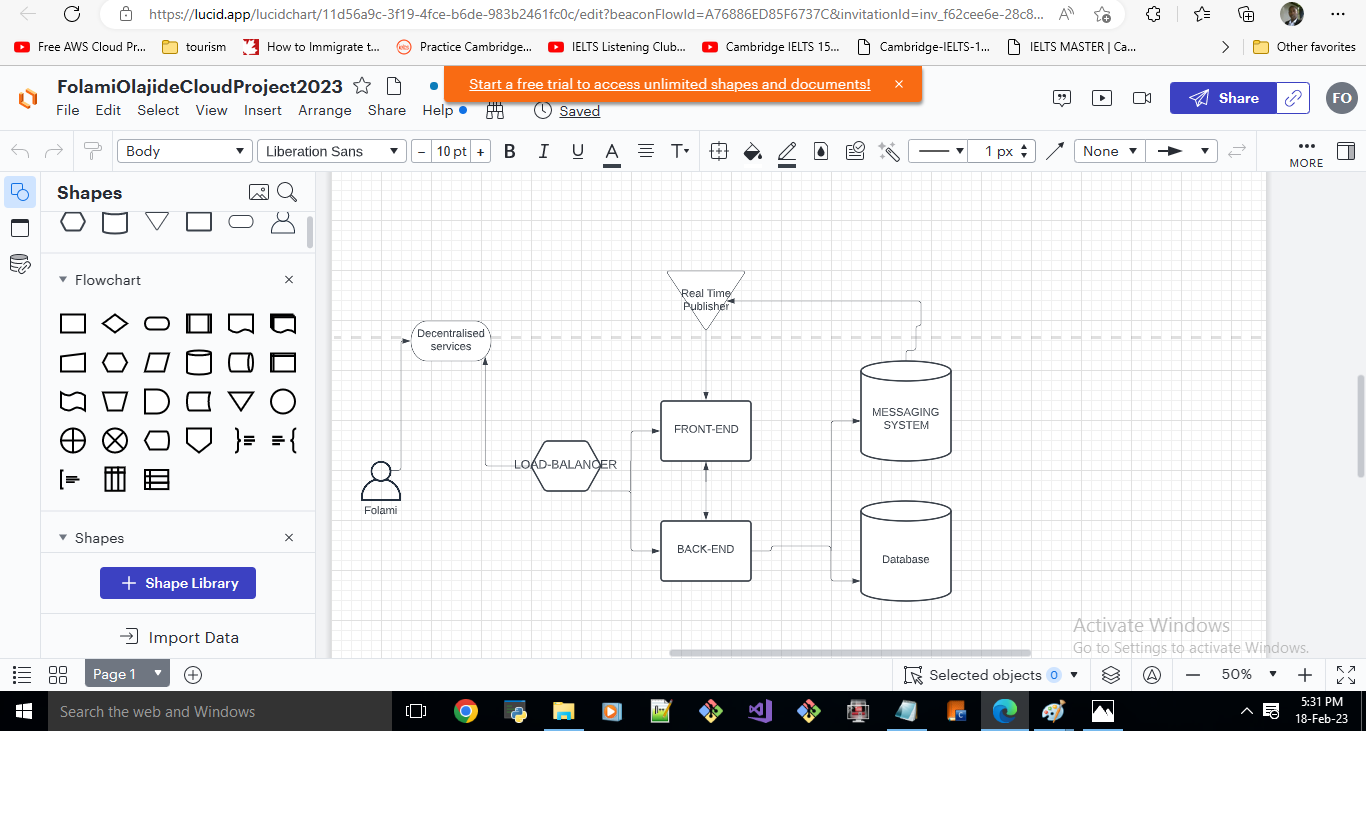 https://lucid.app/lucidchart/11d56a9c-3f19-4fce-b6de-983b2461fc0c/edit?beaconFlowId=A76886ED85F6737C&invitationId=inv_f62cee6e-28c8...
Free AWS Cloud Pr...
tourism
How to Immigrate t...
Practice Cambridge...
IELTS Listening Club...
Cambridge IELTS 15...
Cambridge-IELTS-1...
IELTS MASTER | Ca...
Other favorites
FolamiOlajideCloudProject2023
Start a free trial to access unlimited shapes and documents!
File Edit Select View Insert Arrange Share Help
Saved
Share
FO
Body
Liberation Sans
- 10 pt +
B I U A T
1 px
None
MORE
Shapes
Flowchart
Shapes
+ Shape Library
Import Data
Real Time
Publisher
Decentralised
services
MESSAGING
SYSTEM
FRONT-END
LOAD-BALANCER
Folami
BACK-END
Database
Activate Windows
Go to Settings to activate Windows.
Page 1
Selected objects 0
50%
Search the web and Windows
5:31 PM
18-Feb-23